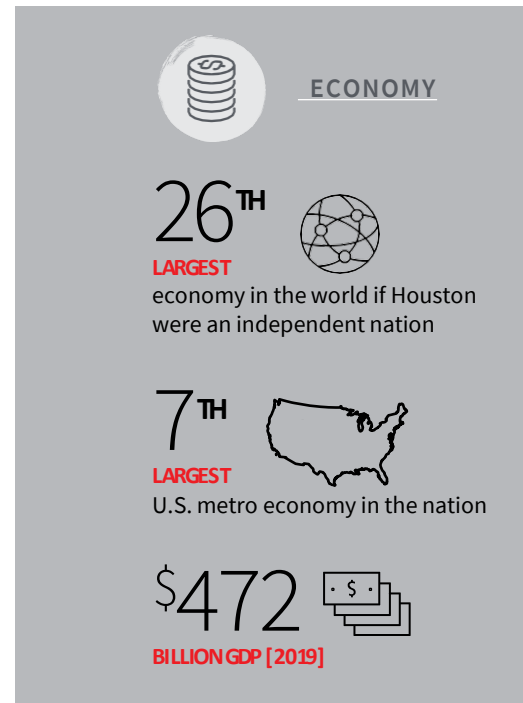 ECONOMY
26TH
LARGEST
economy in the world if Houston
were an independent nation
7TH
LARGEST
U.S. metro economy in the nation
$472
BILLION GDP [2019]